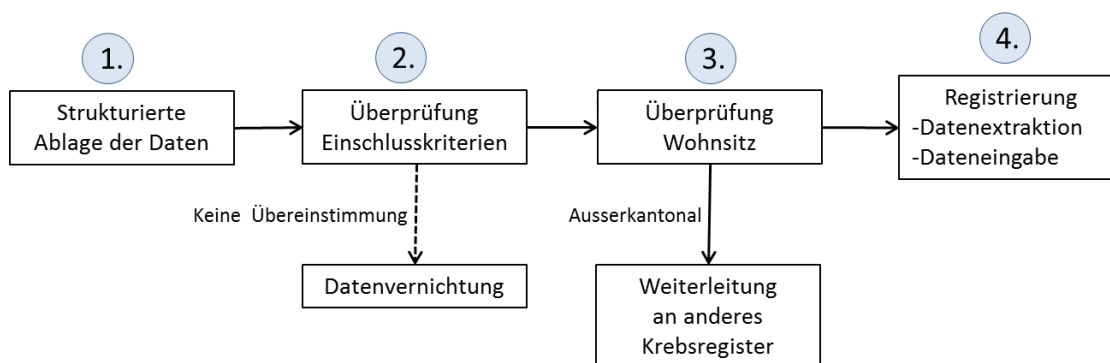 1.
Strukturierte
Ablage der Daten
2.
Überprüfung
Einschlusskriterien
3.
Überprüfung
Wohnsitz
4.
Registrierung
-Datenextraktion
-Dateneingabe
Keine Übereinstimmung
Datenvernichtung
Ausserkantonal
Weiterleitung
an anderes
Krebsregister